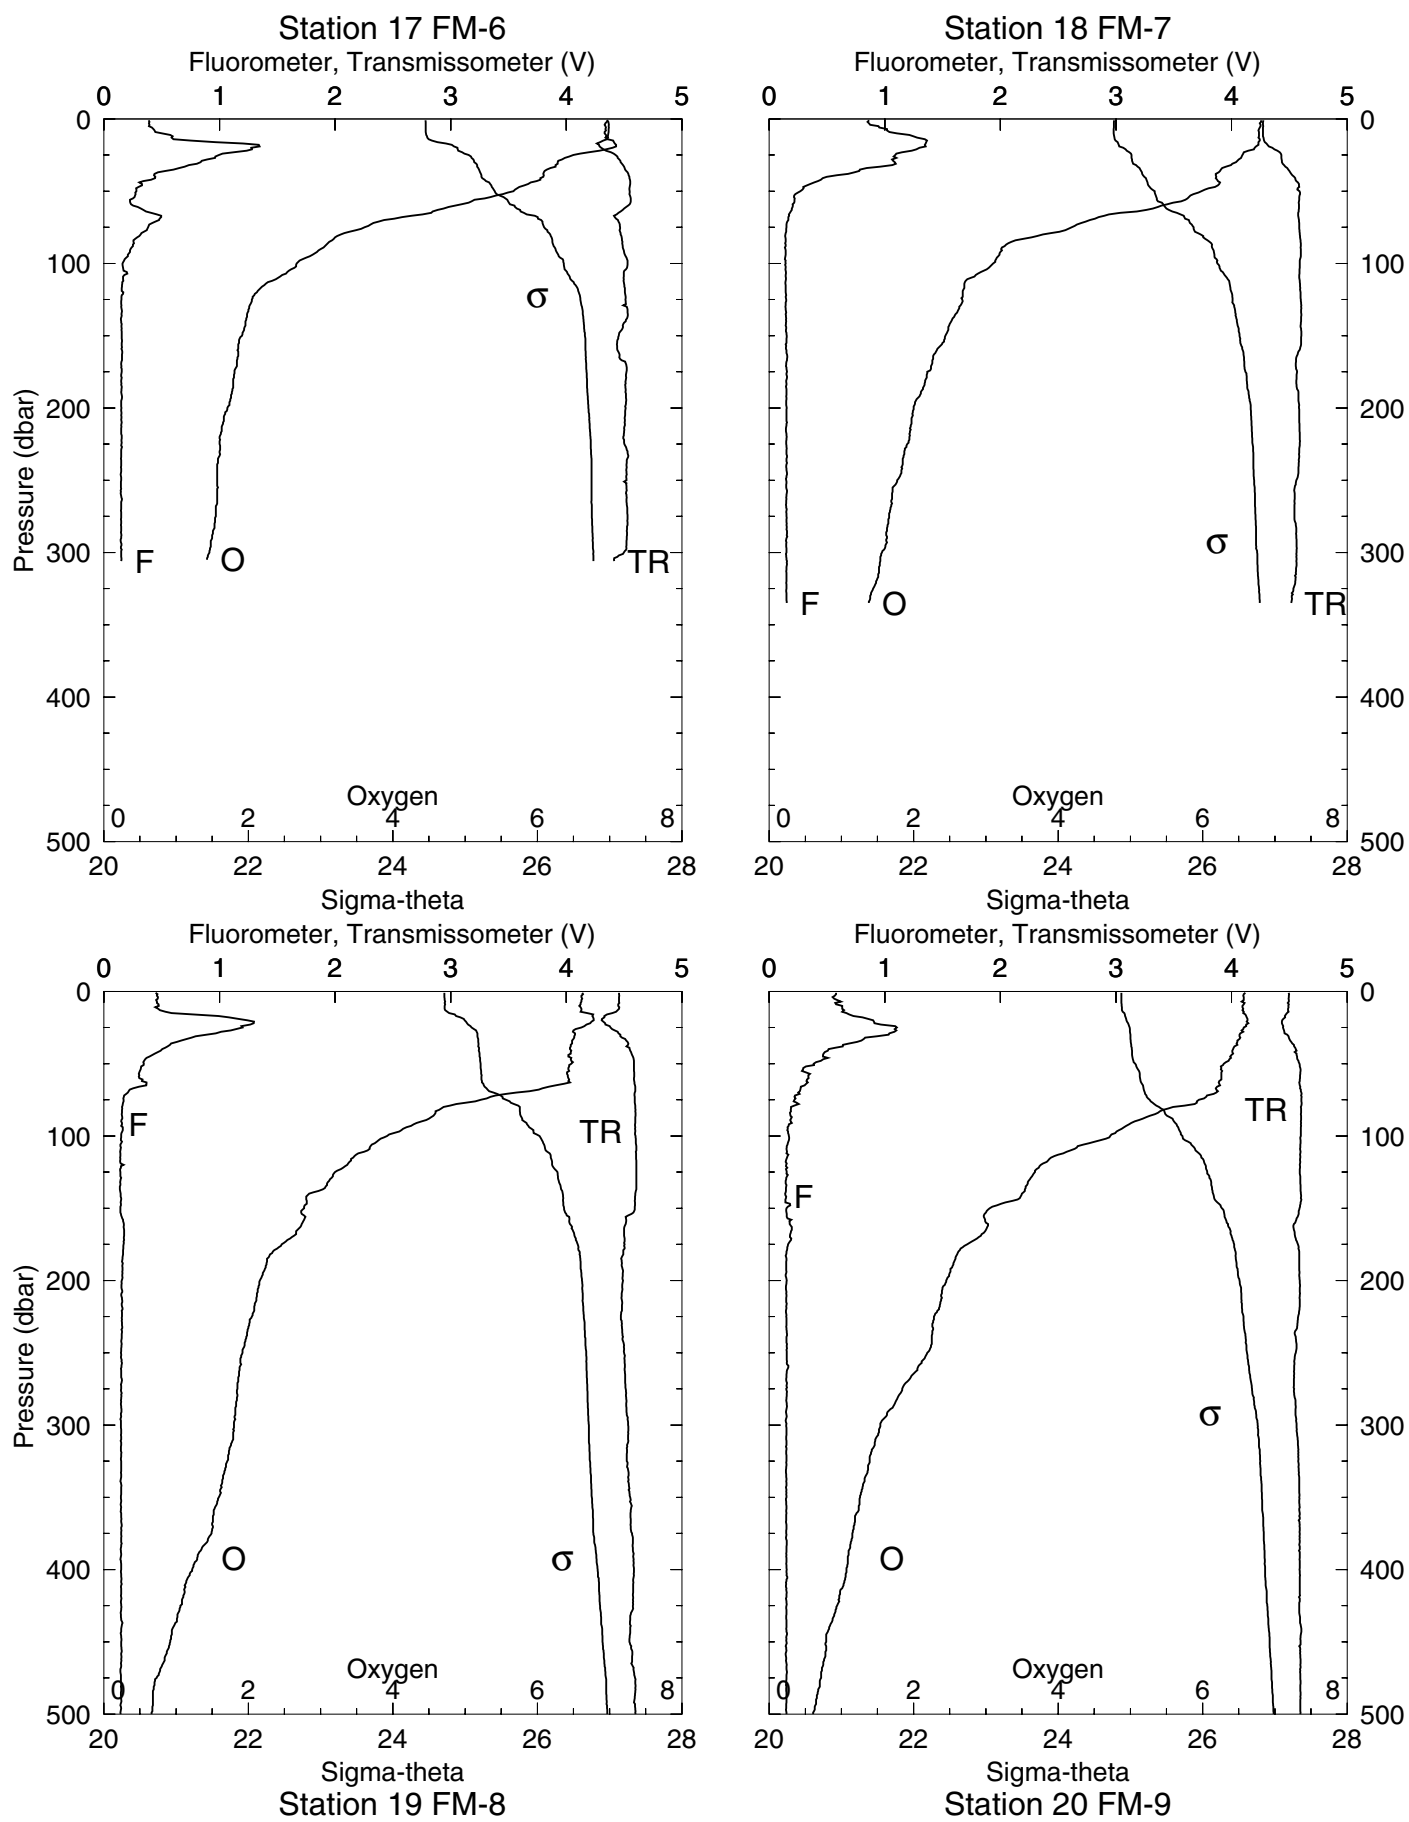 Station 17 FM-6
Fluorometer, Transmissometer (V)
0 1 2 3 4 5
0
100
200
300
400
500
Pressure (dbar)
σ
F O TR
Oxygen
0 2 4 6 8
20 22 24 26 28
Sigma-theta
Station 18 FM-7
Fluorometer, Transmissometer (V)
0 1 2 3 4 5
0
100
200
300
400
500
σ
F O TR
Oxygen
0 2 4 6 8
20 22 24 26 28
Sigma-theta
Fluorometer, Transmissometer (V)
0 1 2 3 4 5
0
100
200
300
400
500
Pressure (dbar)
F TR
O σ
Oxygen
0 2 4 6 8
20 22 24 26 28
Sigma-theta
Station 19 FM-8
Fluorometer, Transmissometer (V)
0 1 2 3 4 5
0
100
200
300
400
500
TR
F
σ
O
Oxygen
0 2 4 6 8
20 22 24 26 28
Sigma-theta
Station 20 FM-9